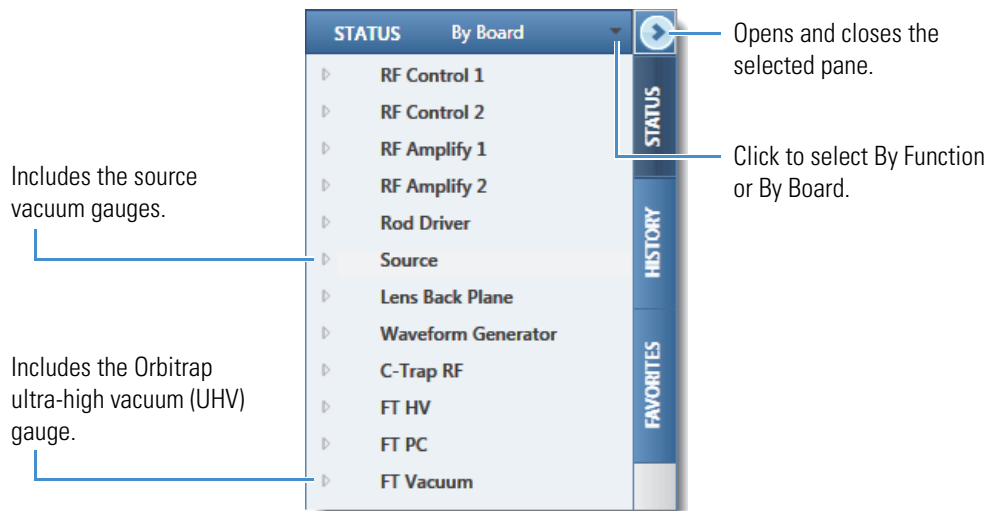 STATUS By Board
RF Control 1
RF Control 2
RF Amplify 1
RF Amplify 2
Rod Driver
Source
Lens Back Plane
Waveform Generator
C-Trap RF
FT HV
FT PC
FT Vacuum
STATUS
HISTORY
FAVORITES
Includes the source
vacuum gauges.
Includes the Orbitrap
ultra-high vacuum (UHV)
gauge.
Opens and closes the
selected pane.
Click to select By Function
or By Board.